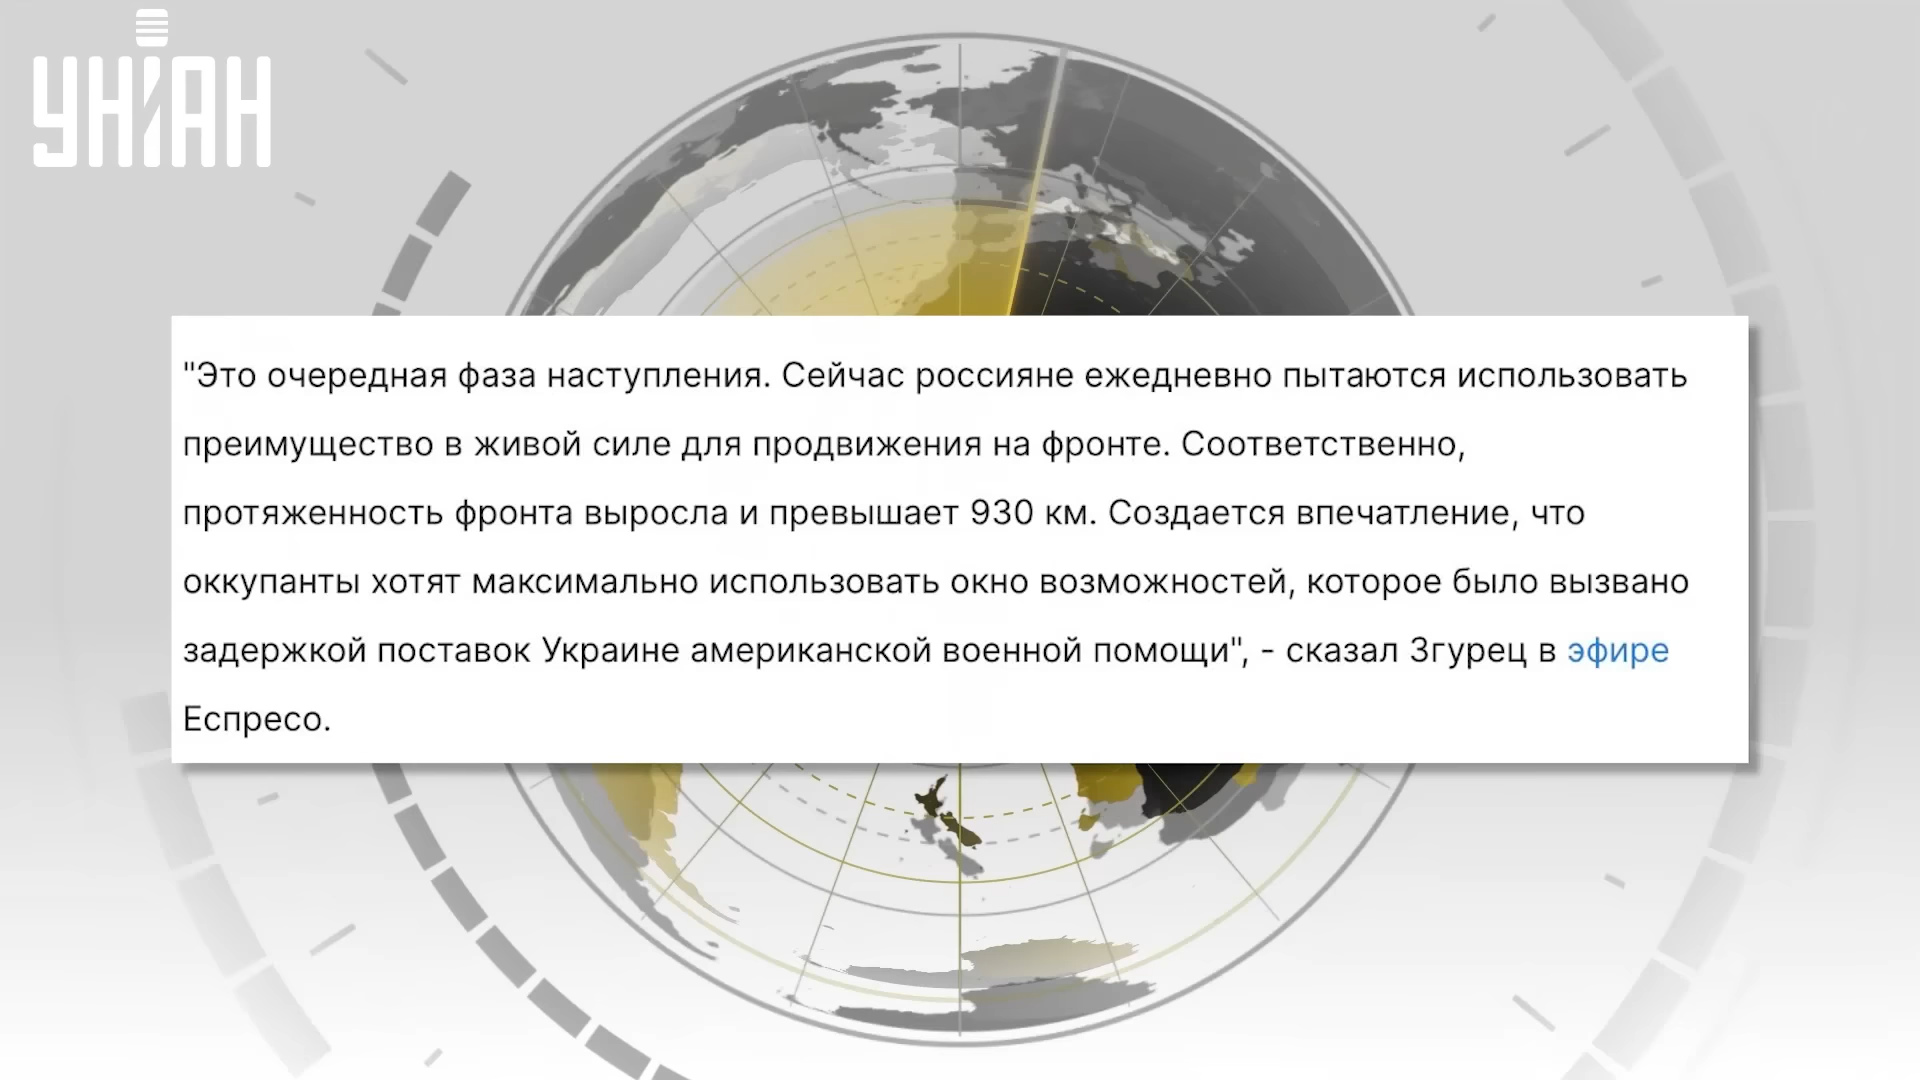 УНІАН
"Это очередная фаза наступления. Сейчас россияне ежедневно пытаются использовать
преимущество в живой силе для продвижения на фронте. Соответственно,
протяженность фронта выросла и превышает 930 км. Создается впечатление, что
оккупанты хотят максимально использовать окно возможностей, которое было вызвано
задержкой поставок Украине американской военной помощи", - сказал Згурец в эфире
Еспресо.